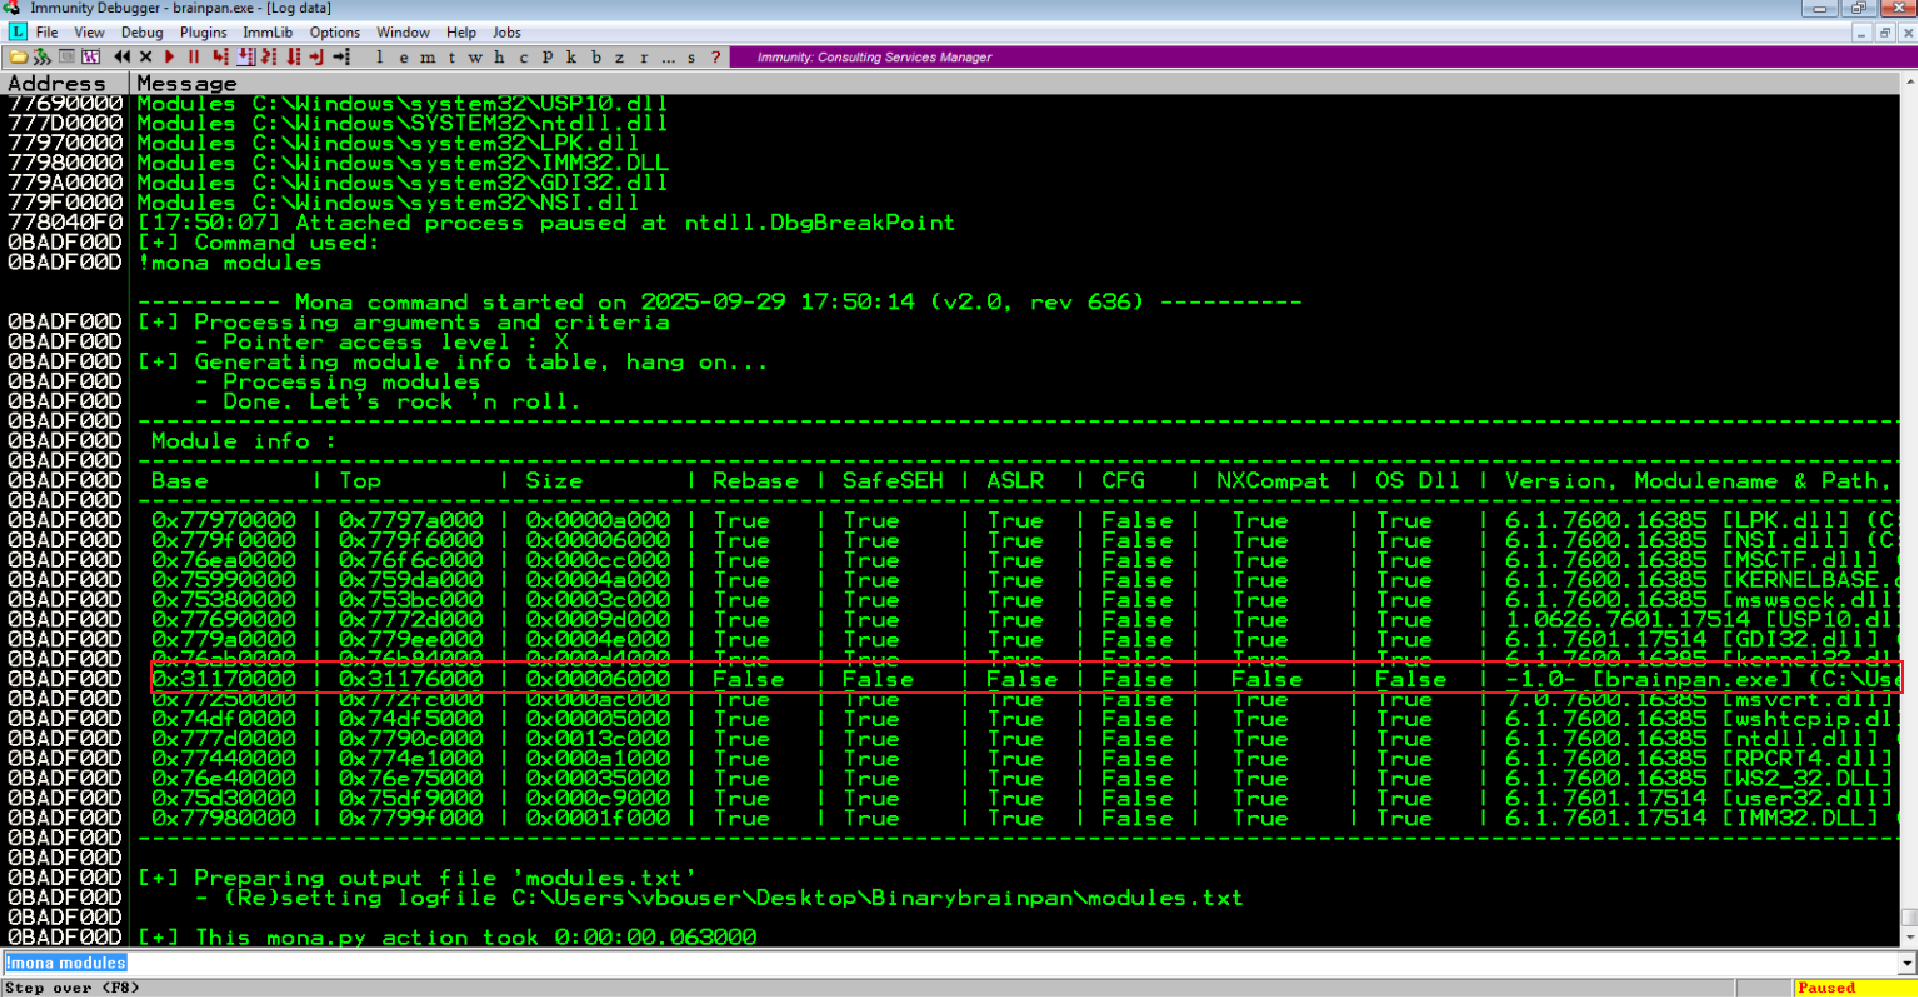 Immunity Debugger - brainpan.exe - [Log data]
L File View Debug Plugins ImmLib Options Window Help Jobs
l e m t w h c P k b z r ... s ? Immunity: Consulting Services Manager
Address Message
77690000 Modules C:\Windows\system32\USP10.dll
777D0000 Modules C:\Windows\SYSTEM32\ntdll.dll
77970000 Modules C:\Windows\system32\LPK.dll
77980000 Modules C:\Windows\system32\IMM32.DLL
779A0000 Modules C:\Windows\system32\GDI32.dll
779F0000 Modules C:\Windows\system32\NSI.dll
778040F0 [17:50:07] Attached process paused at ntdll.DbgBreakPoint
0BADF00D [+] Command used:
0BADF00D !mona modules
---------- Mona command started on 2025-09-29 17:50:14 (v2.0, rev 636) ----------
0BADF00D [+] Processing arguments and criteria
0BADF00D - Pointer access level : X
0BADF00D [+] Generating module info table, hang on...
0BADF00D - Processing modules
0BADF00D - Done. Let's rock 'n roll.
0BADF00D
0BADF00D Module info :
0BADF00D
0BADF00D Base | Top | Size | Rebase | SafeSEH | ASLR | CFG | NXCompat | OS Dll | Version, Modulename & Path,
0BADF00D
0BADF00D 0x77970000 | 0x7797a000 | 0x0000a000 | True | True | True | False | True | True | 6.1.7600.16385 [LPK.dll] (C:
0BADF00D 0x779f0000 | 0x779f6000 | 0x00006000 | True | True | True | False | True | True | 6.1.7600.16385 [NSI.dll] (C:
0BADF00D 0x76ea0000 | 0x76f6c000 | 0x000cc000 | True | True | True | False | True | True | 6.1.7600.16385 [MSCTF.dll] (
0BADF00D 0x75990000 | 0x759da000 | 0x0004a000 | True | True | True | False | True | True | 6.1.7600.16385 [KERNELBASE.
0BADF00D 0x75380000 | 0x753bc000 | 0x0003c000 | True | True | True | False | True | True | 6.1.7600.16385 [mswsock.dll
0BADF00D 0x77690000 | 0x7772d000 | 0x0009d000 | True | True | True | False | True | True | 1.0626.7601.17514 [USP10.dl
0BADF00D 0x779a0000 | 0x779ee000 | 0x0004e000 | True | True | True | False | True | True | 6.1.7601.17514 [GDI32.dll] (
0BADF00D 0x76ab0000 | 0x76b84000 | 0x000d4000 | True | True | True | False | True | True | 6.1.7600.16385 [kernel32.dl
0BADF00D 0x31170000 | 0x31176000 | 0x00006000 | False | False | False | False | False | False | -1.0- [brainpan.exe] (C:\Use
0BADF00D 0x77250000 | 0x772fc000 | 0x000ac000 | True | True | True | False | True | True | 7.0.7600.16385 [msvcrt.dll]
0BADF00D 0x74df0000 | 0x74df5000 | 0x00005000 | True | True | True | False | True | True | 6.1.7600.16385 [wshtcpip.dl
0BADF00D 0x777d0000 | 0x7790c000 | 0x0013c000 | True | True | True | False | True | True | 6.1.7600.16385 [ntdll.dll] (
0BADF00D 0x77440000 | 0x774e1000 | 0x000a1000 | True | True | True | False | True | True | 6.1.7600.16385 [RPCRT4.dll]
0BADF00D 0x76e40000 | 0x76e75000 | 0x00035000 | True | True | True | False | True | True | 6.1.7600.16385 [WS2_32.DLL]
0BADF00D 0x75d30000 | 0x75df9000 | 0x000c9000 | True | True | True | False | True | True | 6.1.7601.17514 [user32.dll]
0BADF00D 0x77980000 | 0x7799f000 | 0x0001f000 | True | True | True | False | True | True | 6.1.7601.17514 [IMM32.DLL] (
0BADF00D
0BADF00D
0BADF00D [+] Preparing output file 'modules.txt'
0BADF00D - (Re)setting logfile C:\Users\vbouser\Desktop\Binarybrainpan\modules.txt
0BADF00D
0BADF00D [+] This mona.py action took 0:00:00.063000
!mona modules
Step over (F8) Paused